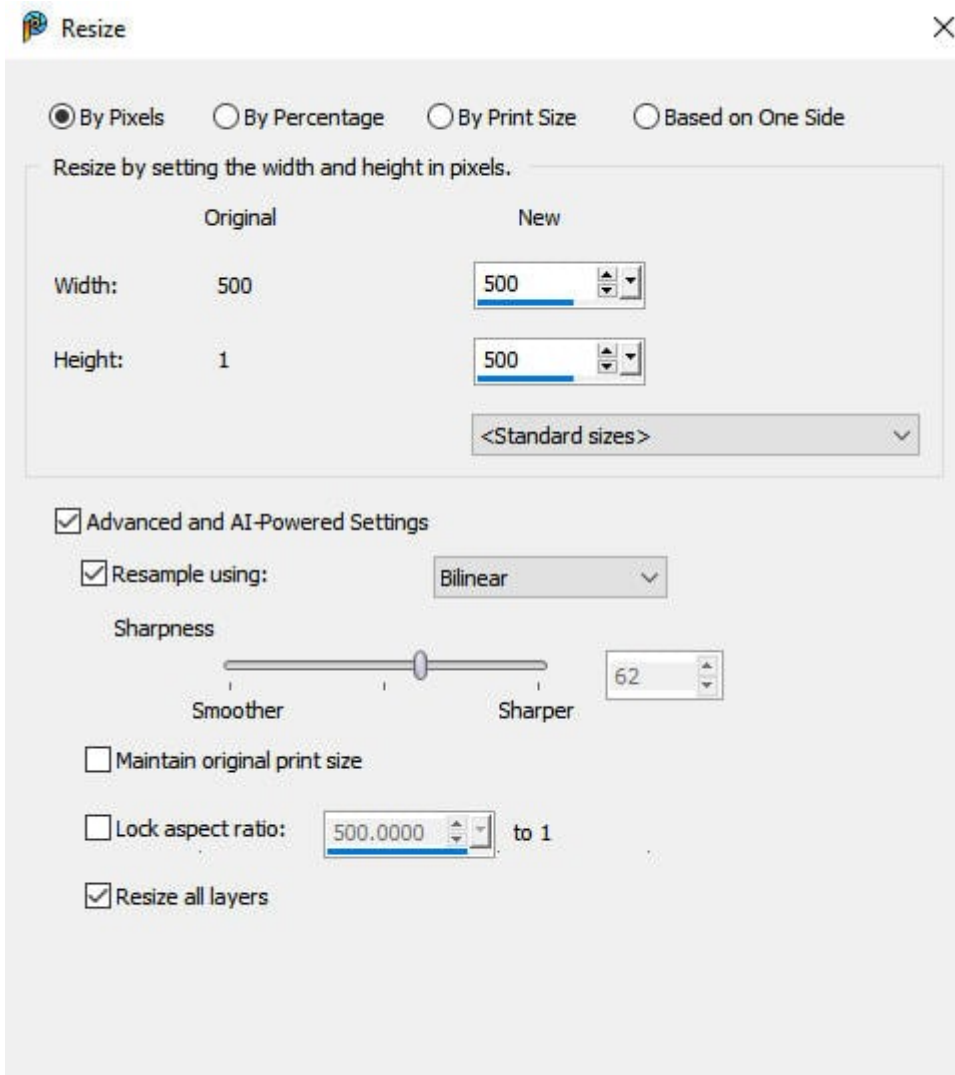 Resize
By Pixels By Percentage By Print Size Based on One Side
Resize by setting the width and height in pixels.
Original New
Width: 500 500
Height: 1 500
<Standard sizes>
Advanced and AI-Powered Settings
Resample using: Bilinear
Sharpness
62
Smoother Sharper
Maintain original print size
Lock aspect ratio: 500.0000 to 1
Resize all layers